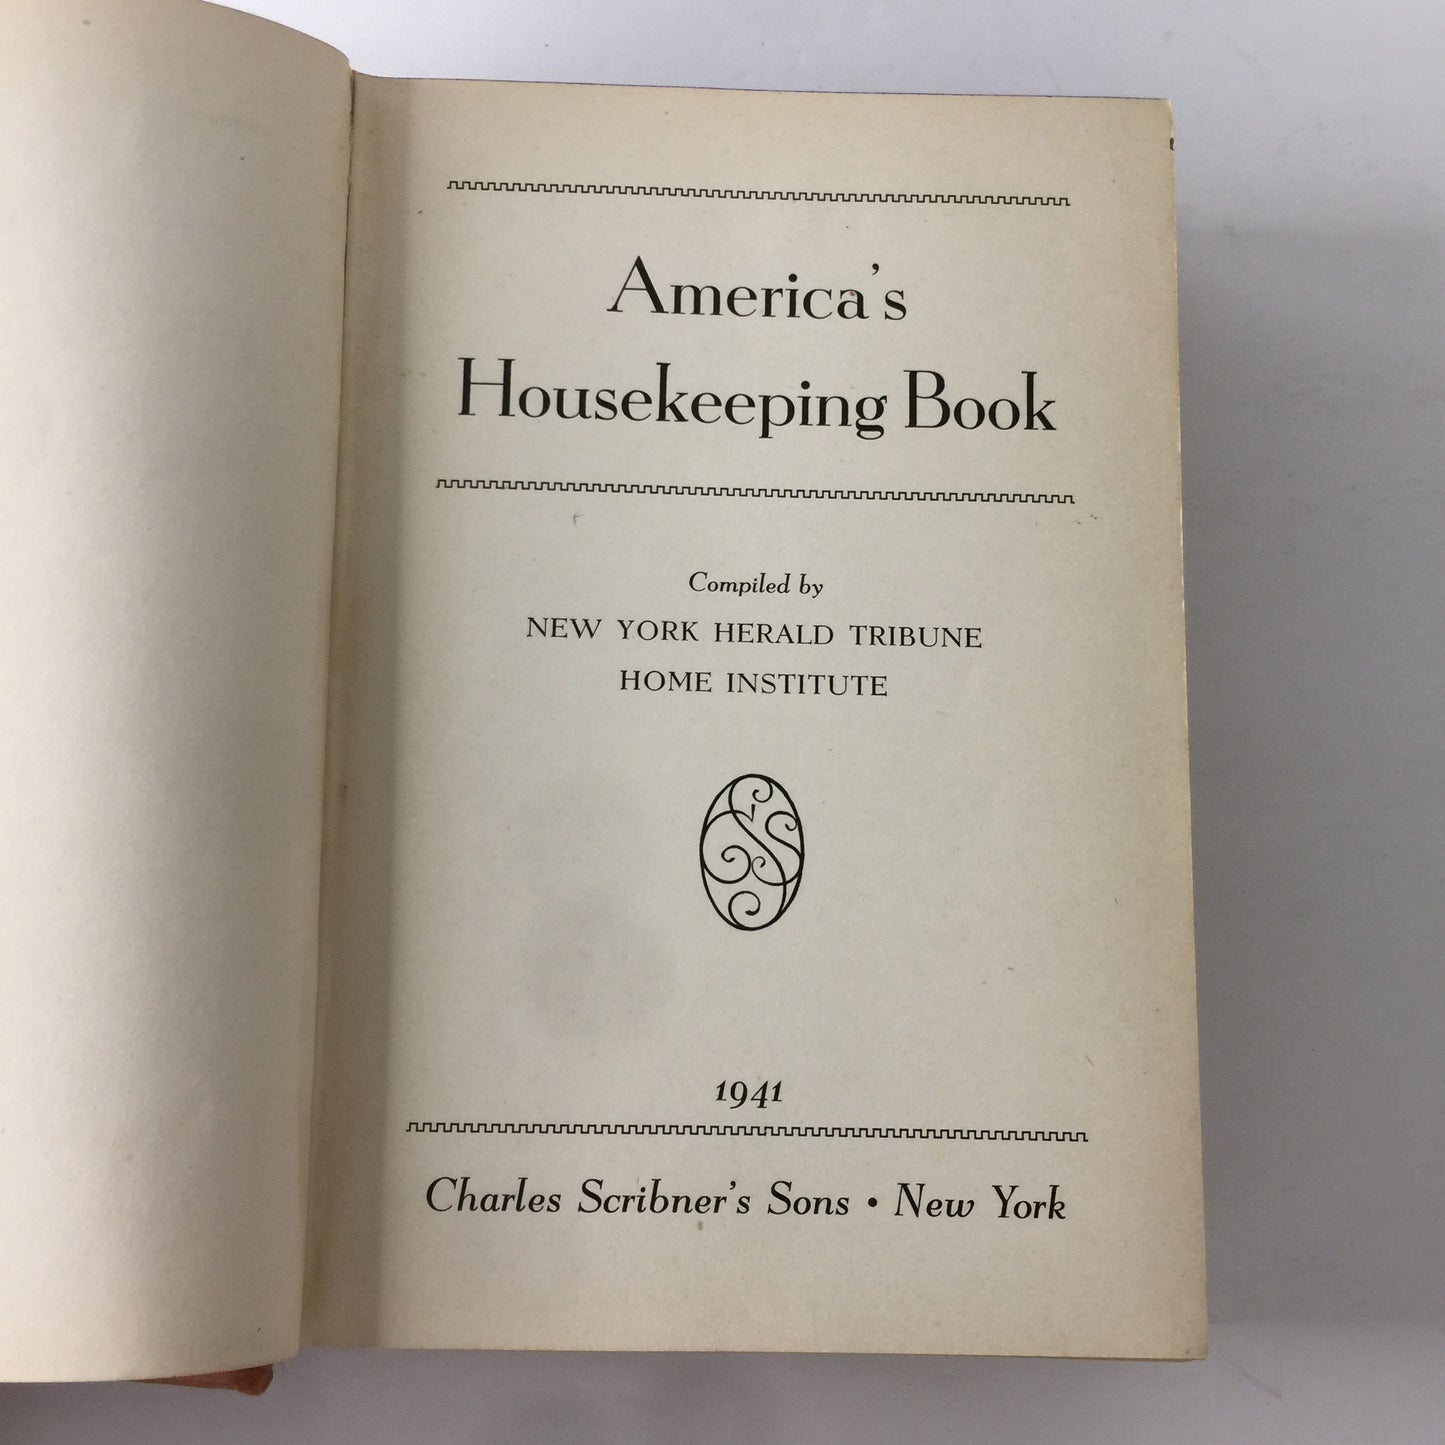 America's
Housekeeping Book
Compiled by
NEW YORK HERALD TRIBUNE
HOME INSTITUTE
1941
Charles Scribner's Sons • New York